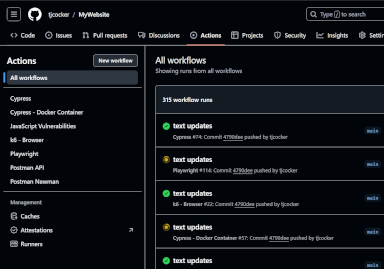 tjcocker / MyWebsite
Type / to search
Code Issues Pull requests Discussions Actions Projects Security Insights Settin
Actions
New workflow
All workflows
Cypress
Cypress - Docker Container
JavaScript Vulnerabilities
k6 - Browser
Playwright
Postman API
Postman Newman
Management
Caches
Attestations
Runners
All workflows
Showing runs from all workflows
315 workflow runs
text updates
Cypress #74: Commit 4790dee pushed by tjcocker
main
text updates
Playwright #114: Commit 4790dee pushed by tjcocker
main
text updates
k6 - Browser #22: Commit 4790dee pushed by tjcocker
main
text updates
Cypress - Docker Container #57: Commit 4790dee pushed by tjcocker
main
text updates
main